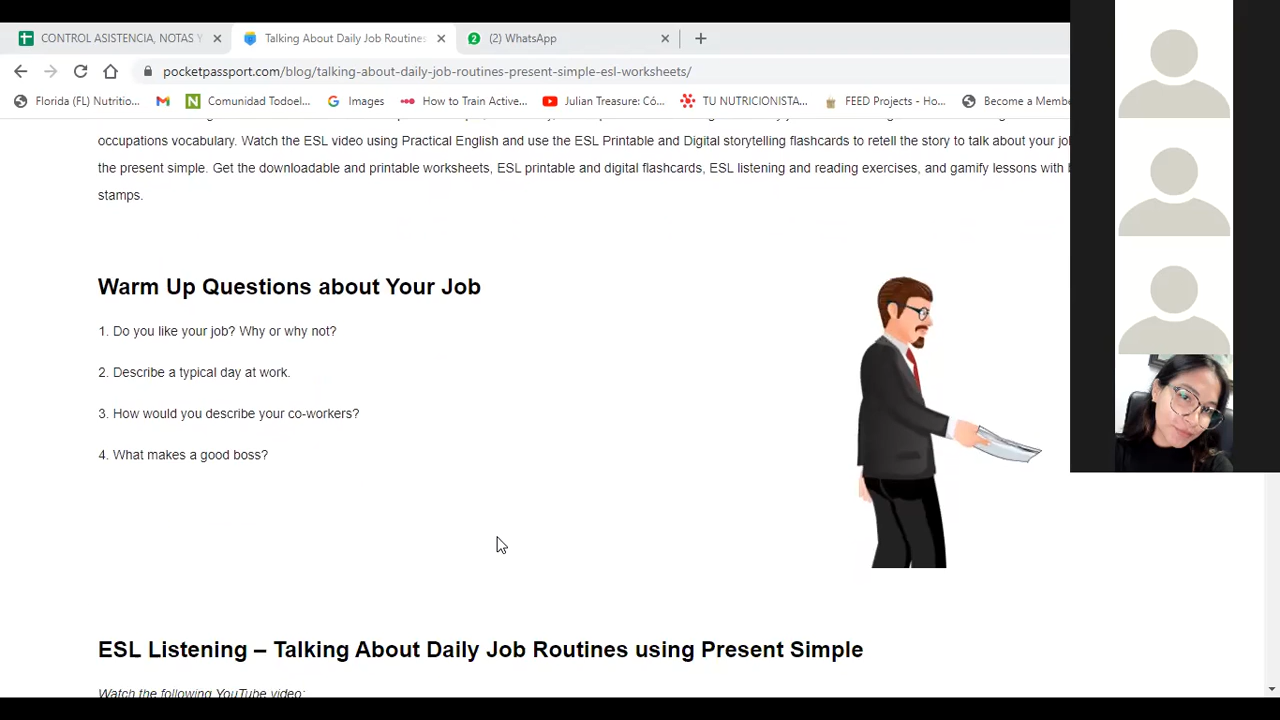 CONTROL ASISTENCIA, NOTAS Y
Talking About Daily Job Routines
(2) WhatsApp
pocketpassport.com/blog/talking-about-daily-job-routines-present-simple-esl-worksheets/
Florida (FL) Nutritio...
Comunidad Todoel...
Images
How to Train Active...
Julian Treasure: Có...
TU NUTRICIONISTA...
FEED Projects - Ho...
Become a Membe
occupations vocabulary. Watch the ESL video using Practical English and use the ESL Printable and Digital storytelling flashcards to retell the story to talk about your jo
the present simple. Get the downloadable and printable worksheets, ESL printable and digital flashcards, ESL listening and reading exercises, and gamify lessons with b
stamps.
Warm Up Questions about Your Job
1. Do you like your job? Why or why not?
2. Describe a typical day at work.
3. How would you describe your co-workers?
4. What makes a good boss?
ESL Listening – Talking About Daily Job Routines using Present Simple
Watch the following YouTube video: